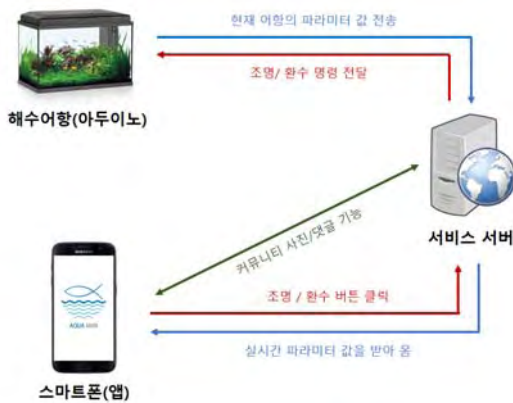 현재 어항의 파라미터 값 전송
조명/ 환수 명령 전달
해수어항(아두이노)
서비스 서버
커뮤니티 사진/댓글 기능
조명 / 환수 버튼 클릭
AQUA
실시간 파라미터 값을 받아 옴
스마트폰(앱)